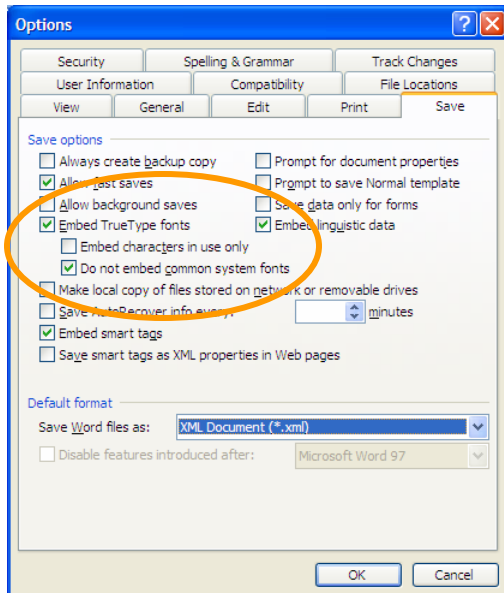 Options
Security Spelling & Grammar Track Changes
User Information Compatibility File Locations
View General Edit Print Save
Save options
Always create backup copy Prompt for document properties
Allow fast saves Prompt to save Normal template
Allow background saves Save data only for forms
Embed TrueType fonts Embed linguistic data
Embed characters in use only
Do not embed common system fonts
Make local copy of files stored on network or removable drives
Save AutoRecover info every: minutes
Embed smart tags
Save smart tags as XML properties in Web pages
Default format
Save Word files as: XML Document (*.xml)
Disable features introduced after: Microsoft Word 97
OK Cancel